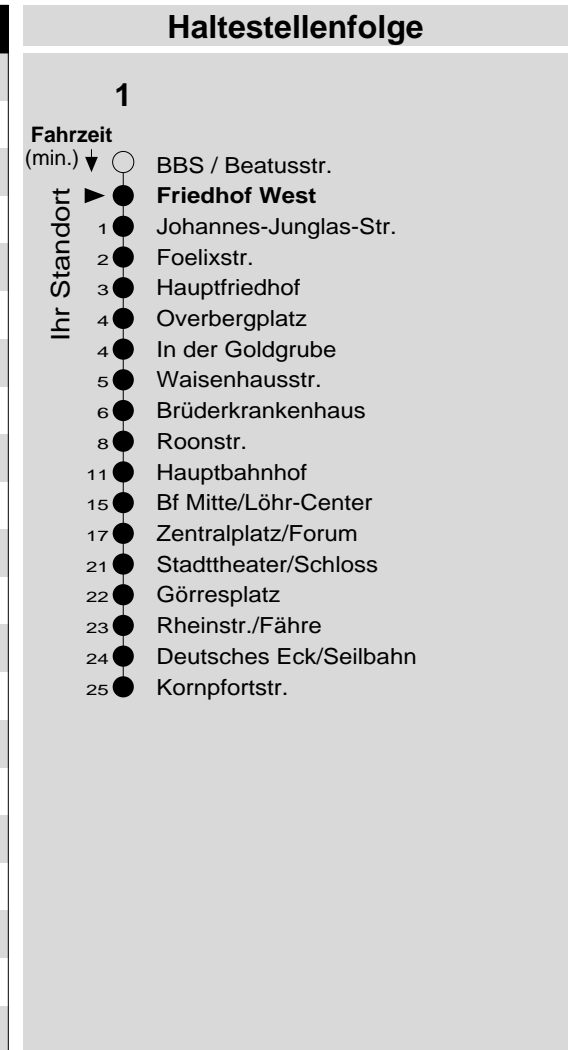 Haltestellenfolge
1
Fahrzeit
(min.)
Ihr Standort
BBS / Beatusstr.
Friedhof West
1 Johannes-Junglas-Str.
2 Foelixstr.
3 Hauptfriedhof
4 Overbergplatz
4 In der Goldgrube
5 Waisenhausstr.
6 Brüderkrankenhaus
8 Roonstr.
11 Hauptbahnhof
15 Bf Mitte/Löhr-Center
17 Zentralplatz/Forum
21 Stadttheater/Schloss
22 Görresplatz
23 Rheinstr./Fähre
24 Deutsches Eck/Seilbahn
25 Kornpfortstr.